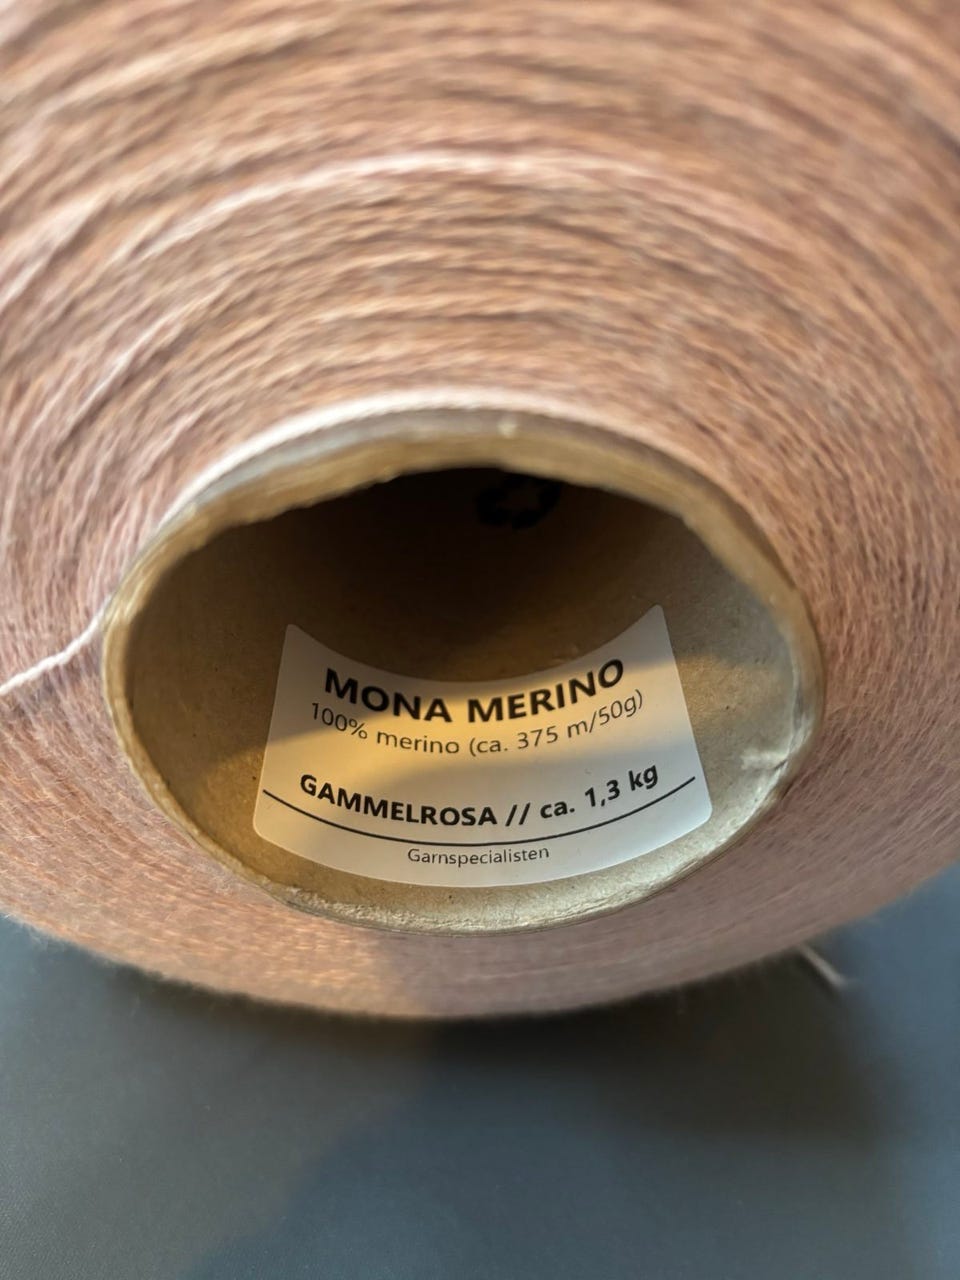 MONA MERINO
100% merino (ca. 375 m/50g)
GAMMELROSA // ca. 1,3 kg
Garnspecialisten